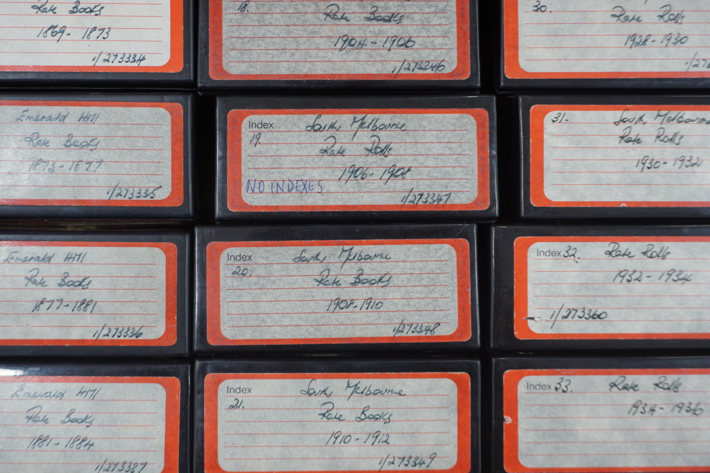 Rate Books
1869 - 1873
1/273334
Emerald Hill
Rate Books
1873 - 1877
1/273335
Emerald Hill
Rate Books
1877 - 1881
1/273336
Emerald Hill
Rate Books
1881 - 1884
1/273337
18.
Rate Books
1904 - 1906
1/273346
Index
19.
South Melbourne
Rate Rolls
1906 - 1908
NO INDEXES
1/273347
Index
20.
South Melbourne
Rate Books
1908 - 1910
1/273348
Index
21.
South Melbourne
Rate Books
1910 - 1912
1/273349
30.
Rate Rolls
1928 - 1930
31.
South Melbourne
Rate Rolls
1930 - 1932
Index 32. Rate Rolls
1932 - 1934
1/273360
Index 33. Rate Rolls
1934 - 1936